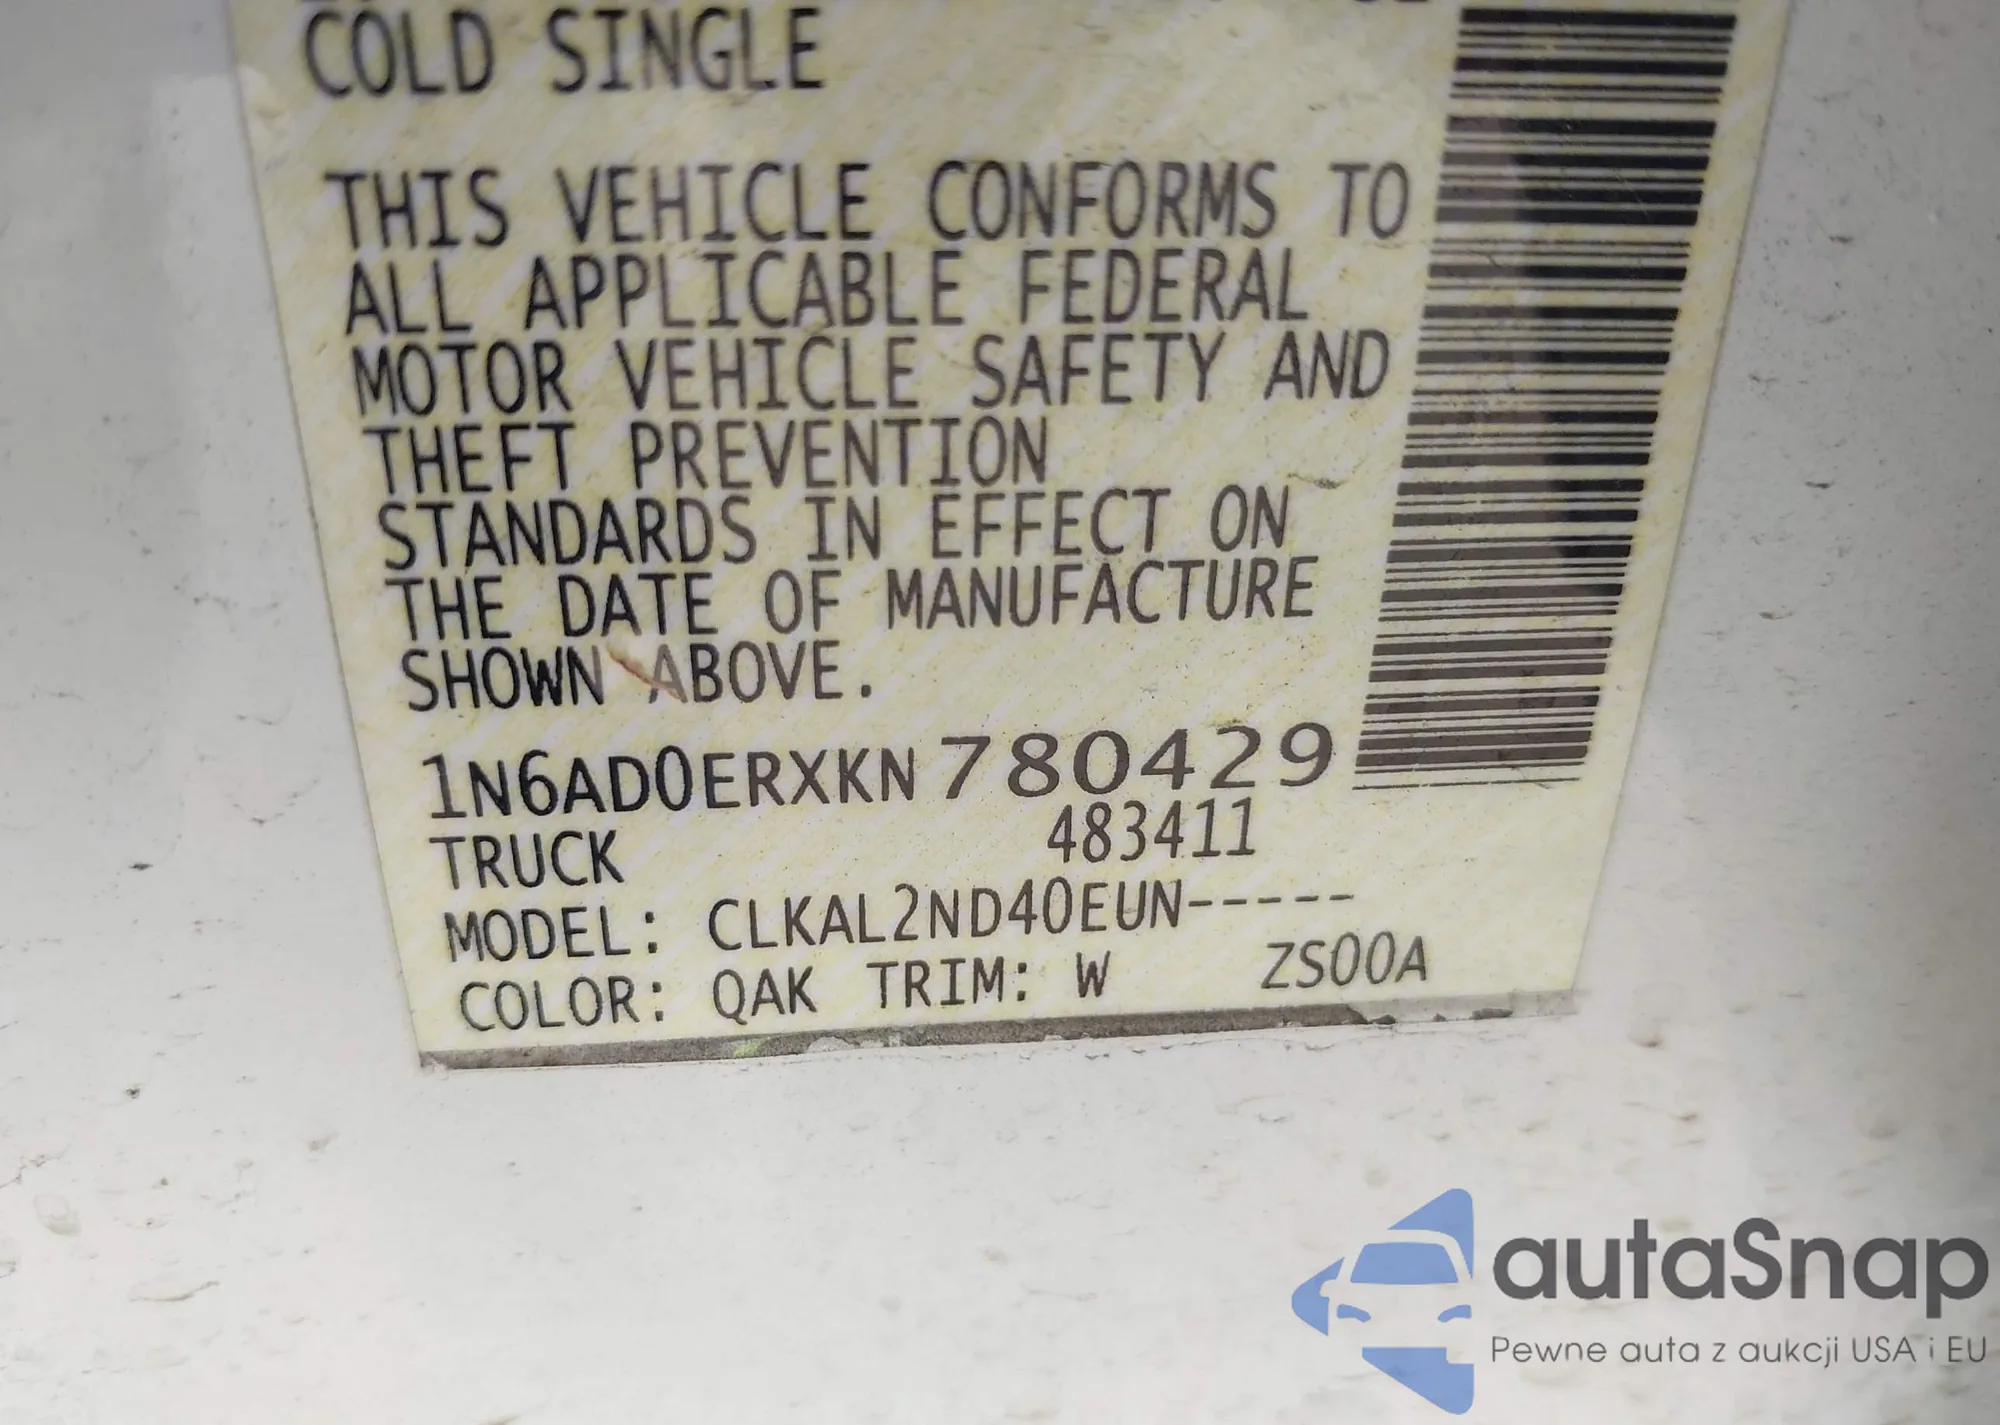 COLD SINGLE
THIS VEHICLE CONFORMS TO
ALL APPLICABLE FEDERAL
MOTOR VEHICLE SAFETY AND
THEFT PREVENTION
STANDARDS IN EFFECT ON
THE DATE OF MANUFACTURE
SHOWN ABOVE.
1N6AD0ERXKN780429
TRUCK 483411
MODEL: CLKAL2ND40EUN-----
COLOR: QAK TRIM: W ZS00A
autaSnap
Pewne auta z aukcji USA i EU